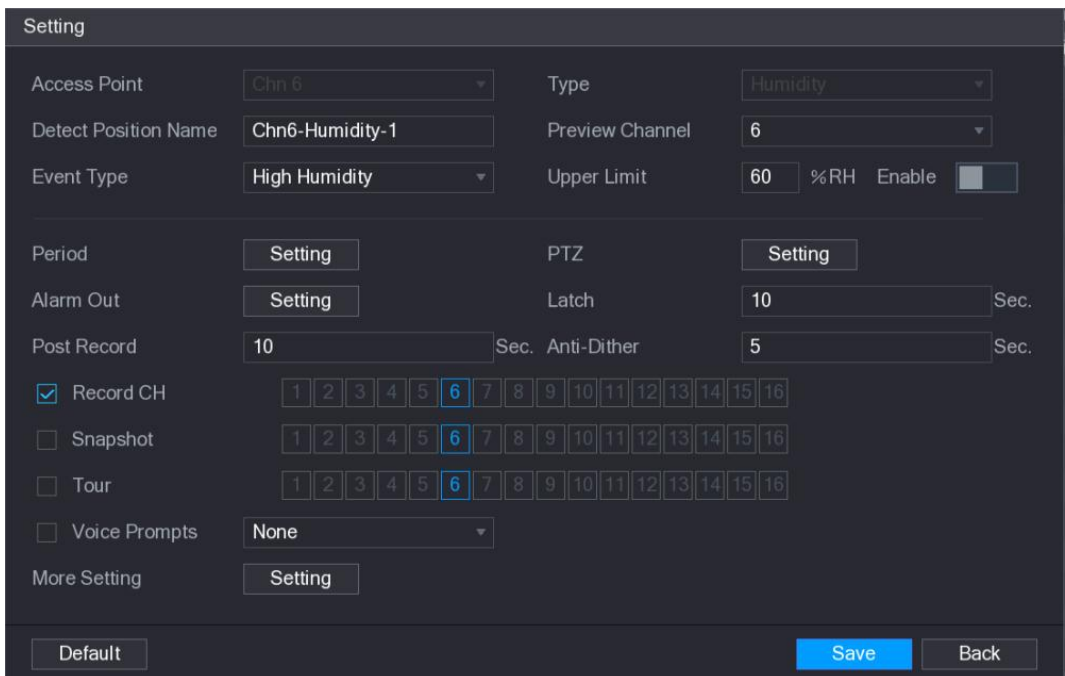 Setting
Access Point Chn 6 Type Humidity
Detect Position Name Chn6-Humidity-1 Preview Channel 6
Event Type High Humidity Upper Limit 60 %RH Enable
Period Setting PTZ Setting
Alarm Out Setting Latch 10 Sec.
Post Record 10 Sec. Anti-Dither 5 Sec.
Record CH 1 2 3 4 5 6 7 8 9 10 11 12 13 14 15 16
Snapshot 1 2 3 4 5 6 7 8 9 10 11 12 13 14 15 16
Tour 1 2 3 4 5 6 7 8 9 10 11 12 13 14 15 16
Voice Prompts None
More Setting Setting
Default Save Back